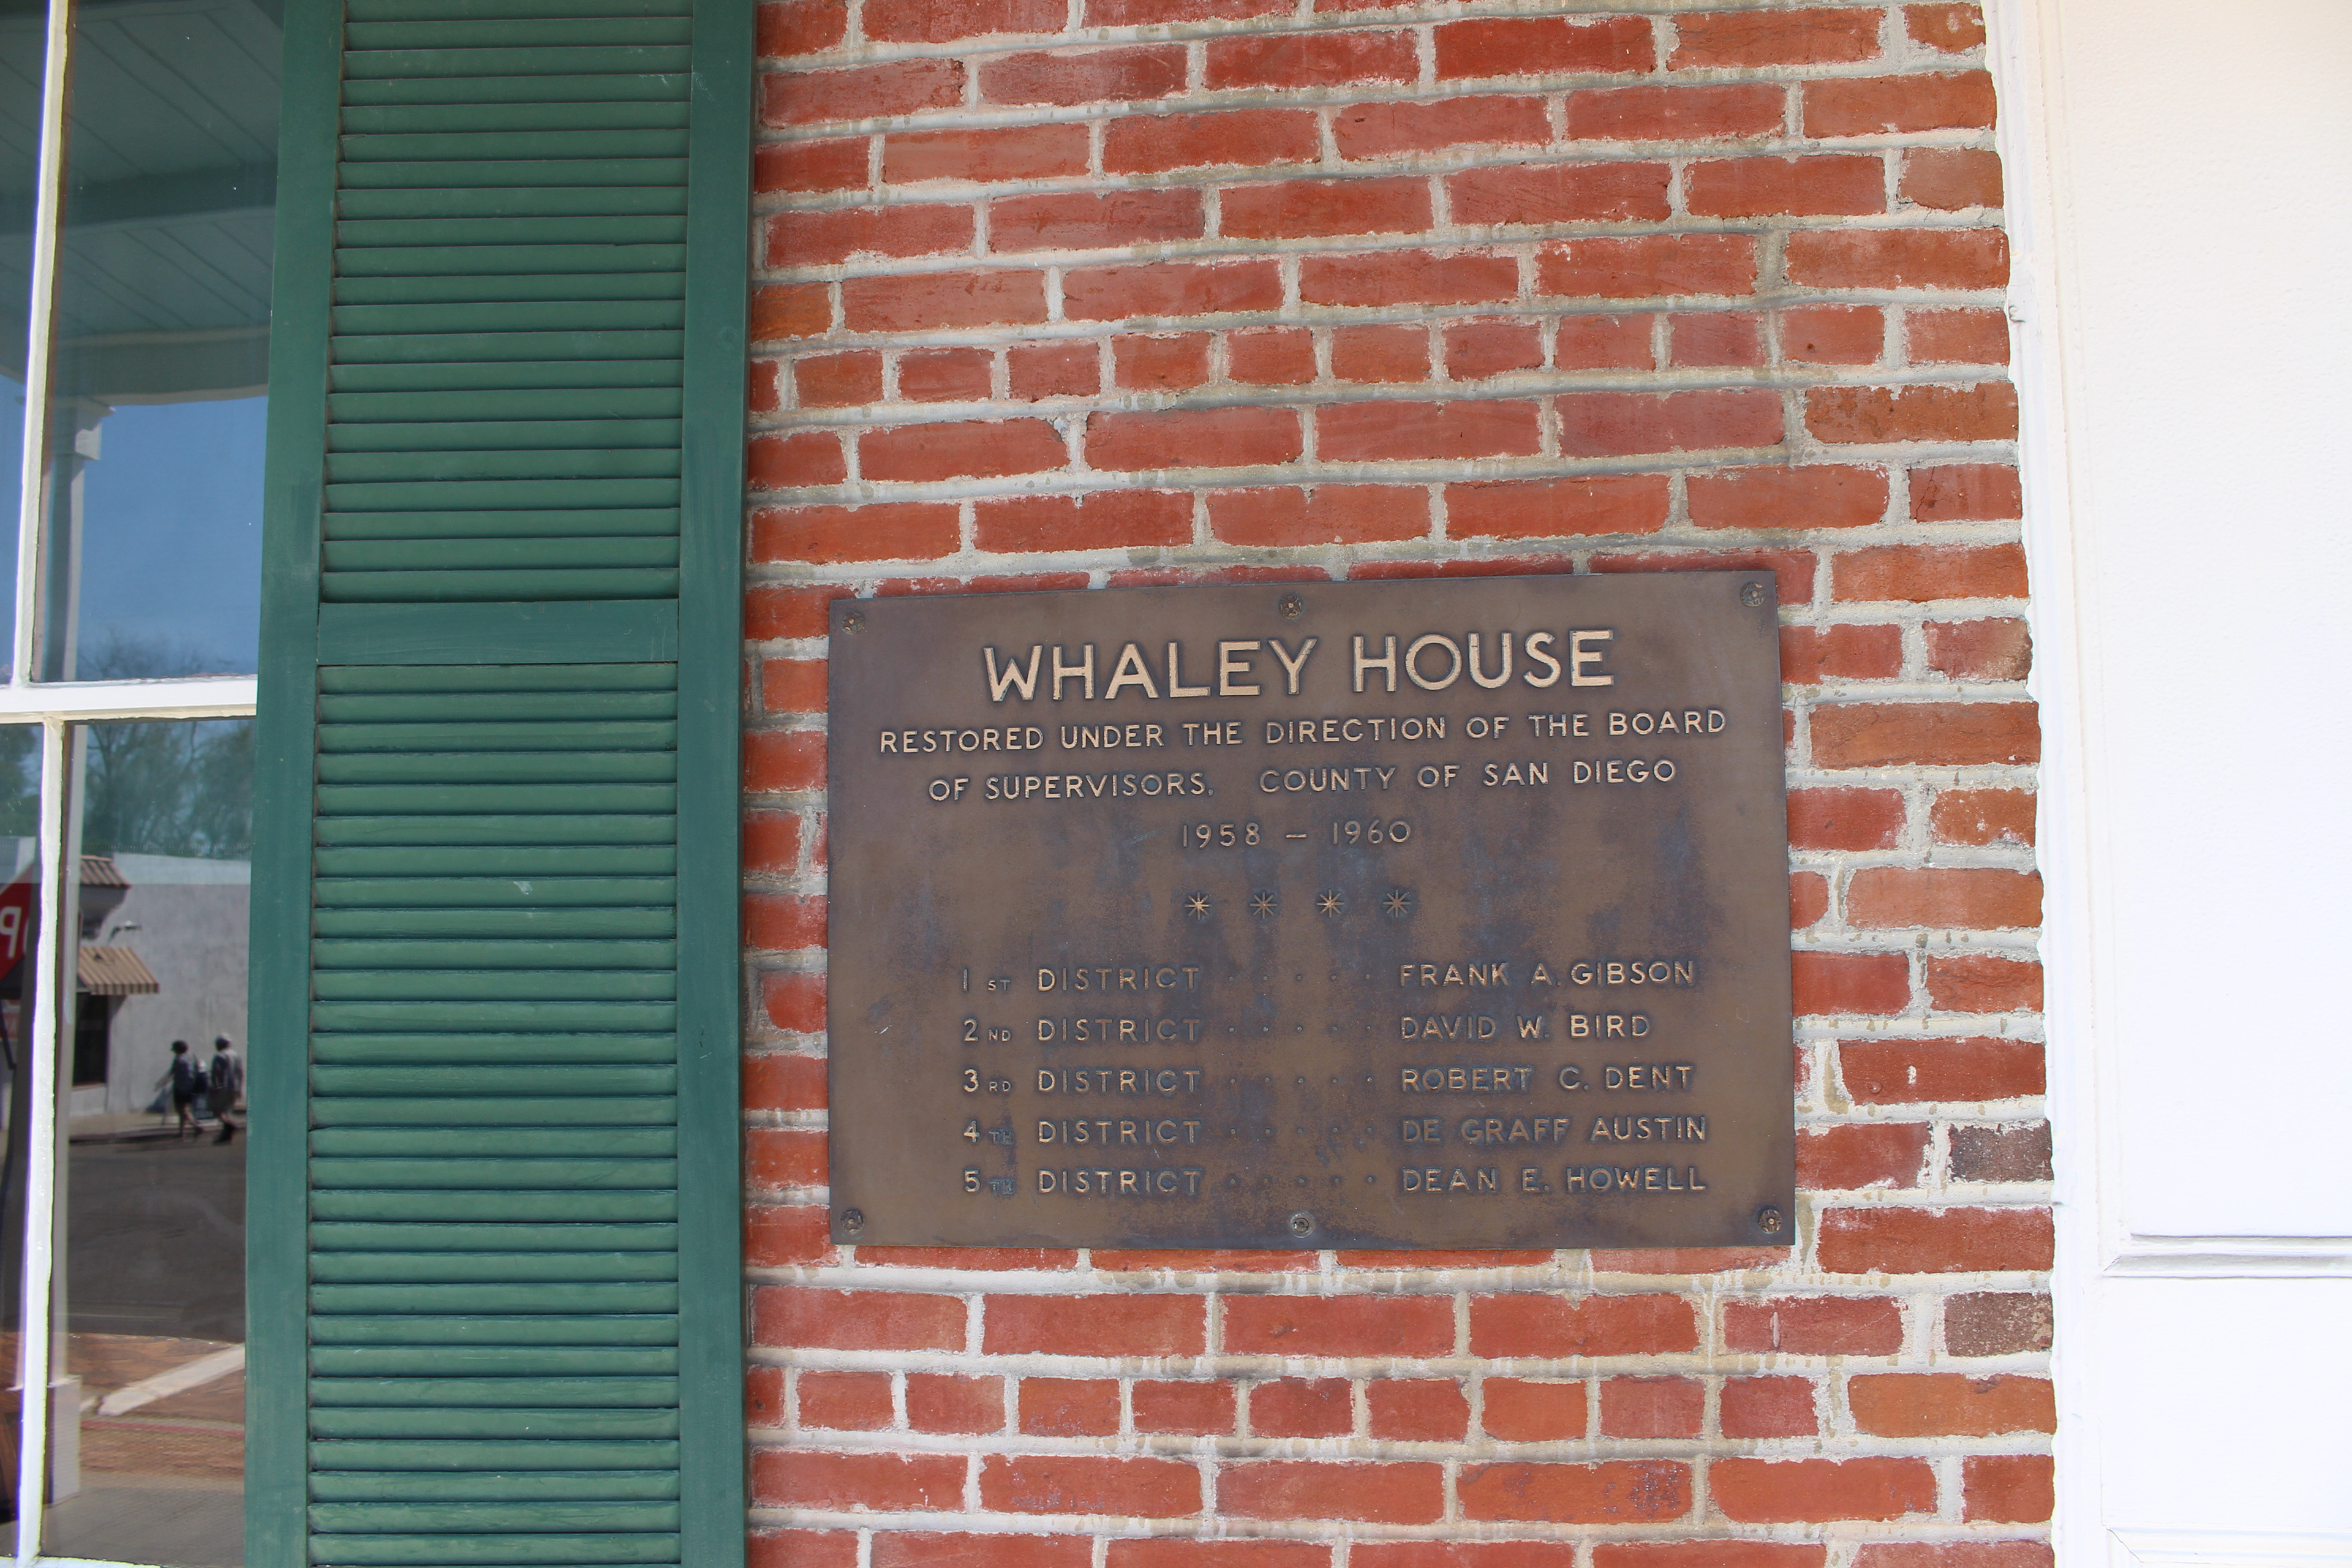 WHALEY HOUSE
RESTORED UNDER THE DIRECTION OF THE BOARD
OF SUPERVISORS, COUNTY OF SAN DIEGO
1958 – 1960
* * * *
1ST DISTRICT · · · · · FRANK A. GIBSON
2ND DISTRICT · · · · · DAVID W. BIRD
3RD DISTRICT · · · · · ROBERT C. DENT
4TH DISTRICT · · · · · DE GRAFF AUSTIN
5TH DISTRICT · · · · · DEAN E. HOWELL